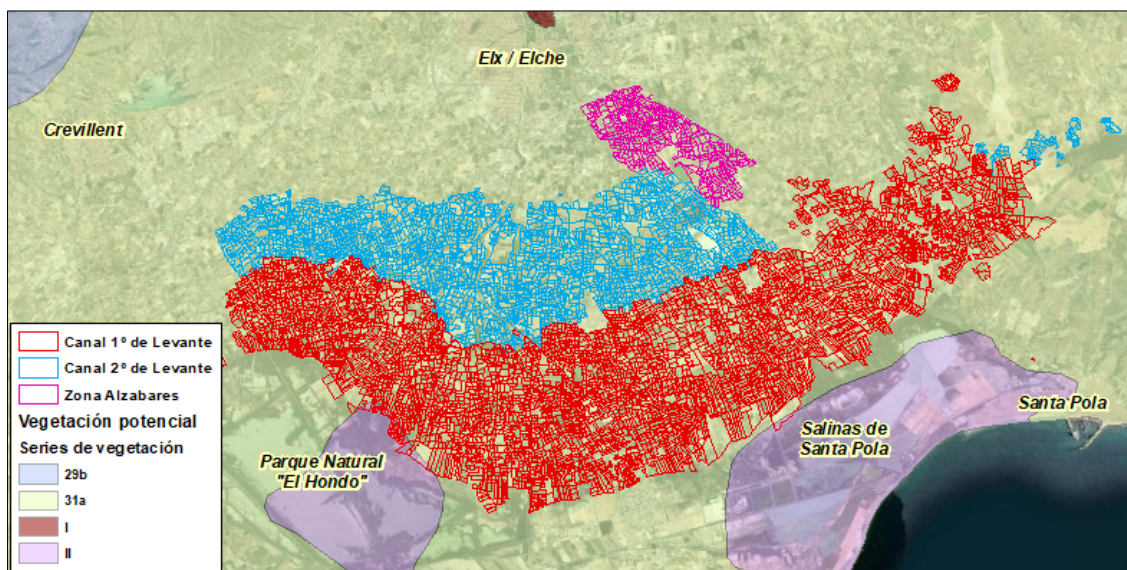 Elx / Elche
Crevillent
Canal 1º de Levante
Canal 2º de Levante
Zona Alzabares
Vegetación potencial
Series de vegetación
29b
31a
I
II
Parque Natural
"El Hondo"
Salinas de
Santa Pola
Santa Pola